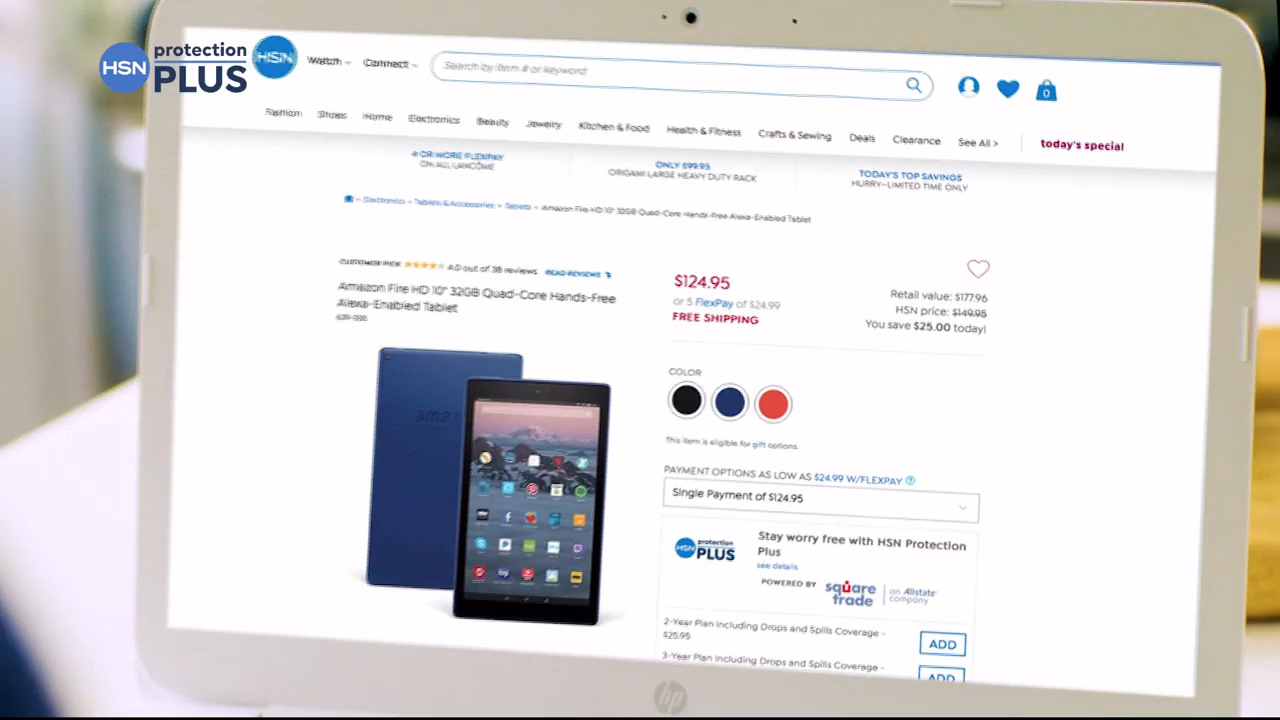 HSN protection PLUS
HSN
Watch
Connect
Search by item # or keyword
0
Fashion Shoes Home Electronics Beauty Jewelry Kitchen & Food Health & Fitness Crafts & Sewing Deals Clearance See All > today's special
ON ALL LANCOME
ONLY $99.95
ORIGAMI LARGE HEAVY DUTY RACK
TODAY'S TOP SAVINGS
HURRY-LIMITED TIME ONLY
Electronics > Tablets & Accessories > Tablets > Amazon Fire HD 10" 32GB Quad-Core Hands-Free Alexa-Enabled Tablet
CUSTOMER PICK 4.0 out of 38 reviews READ REVIEWS
Amazon Fire HD 10" 32GB Quad-Core Hands-Free
Alexa-Enabled Tablet
$124.95
or 5 FlexPay of $24.99
FREE SHIPPING
Retail value: $177.96
HSN price: $149.95
You save $25.00 today!
COLOR
This item is eligible for gift options.
PAYMENT OPTIONS AS LOW AS $24.99 W/FLEXPAY ?
Single Payment of $124.95
HSN protection PLUS
Stay worry free with HSN Protection
Plus
see details
POWERED BY square trade | an Allstate company
2-Year Plan Including Drops and Spills Coverage -
$25.95
ADD
3-Year Plan Including Drops and Spills Coverage -
ADD
hp